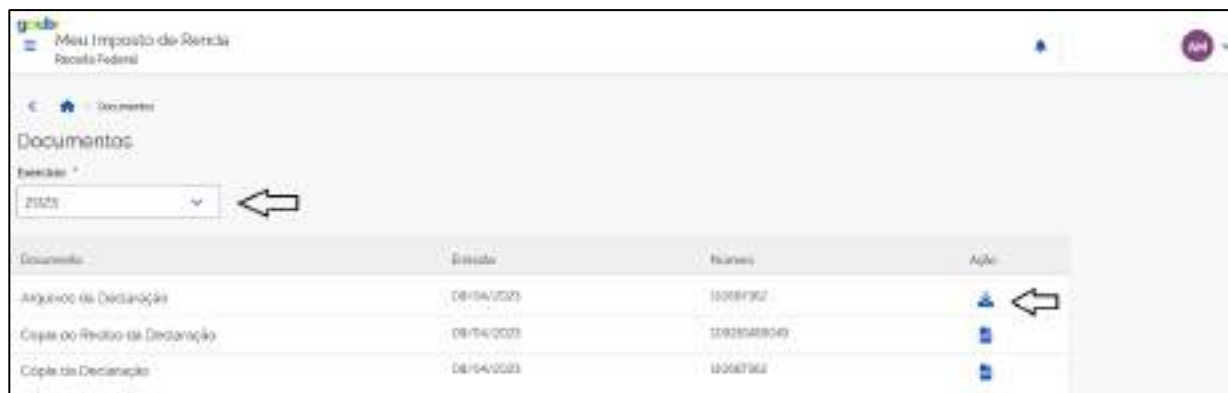 gov.br
Meu Imposto de Renda
Receita Federal
AM
Documentos
Documentos
Exercício *
2023
Documento Entrada Número Ação
Arquivos da Declaração 08/04/2023
Cópia do Recibo da Declaração 08/04/2023
Cópia da Declaração 08/04/2023